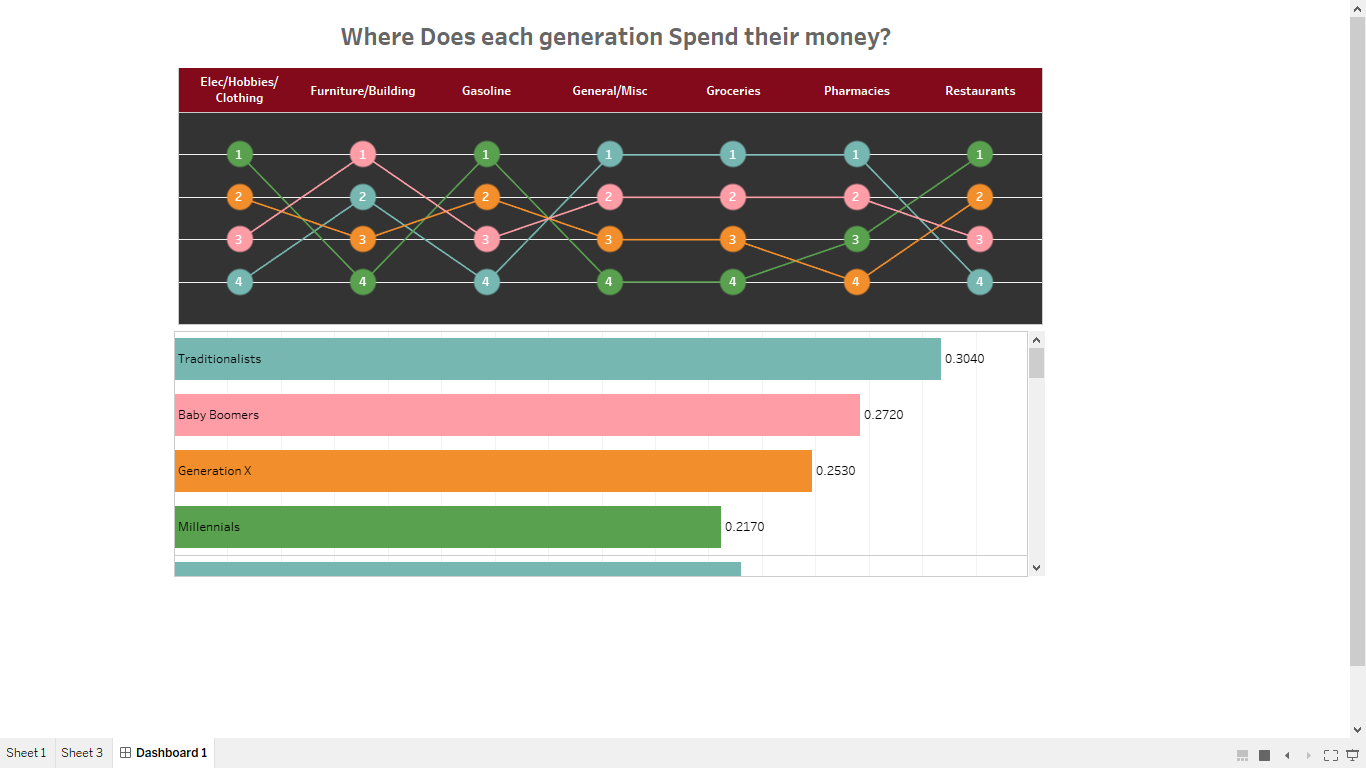 Where Does each generation Spend their money?
Elec/Hobbies/
Clothing
Furniture/Building
Gasoline
General/Misc
Groceries
Pharmacies
Restaurants
1 1 1 1 1 1 1
2 2 2 2 2 2 2
3 3 3 3 3 3 3
4 4 4 4 4 4 4
Traditionalists 0.3040
Baby Boomers 0.2720
Generation X 0.2530
Millennials 0.2170
Sheet 1 Sheet 3 Dashboard 1